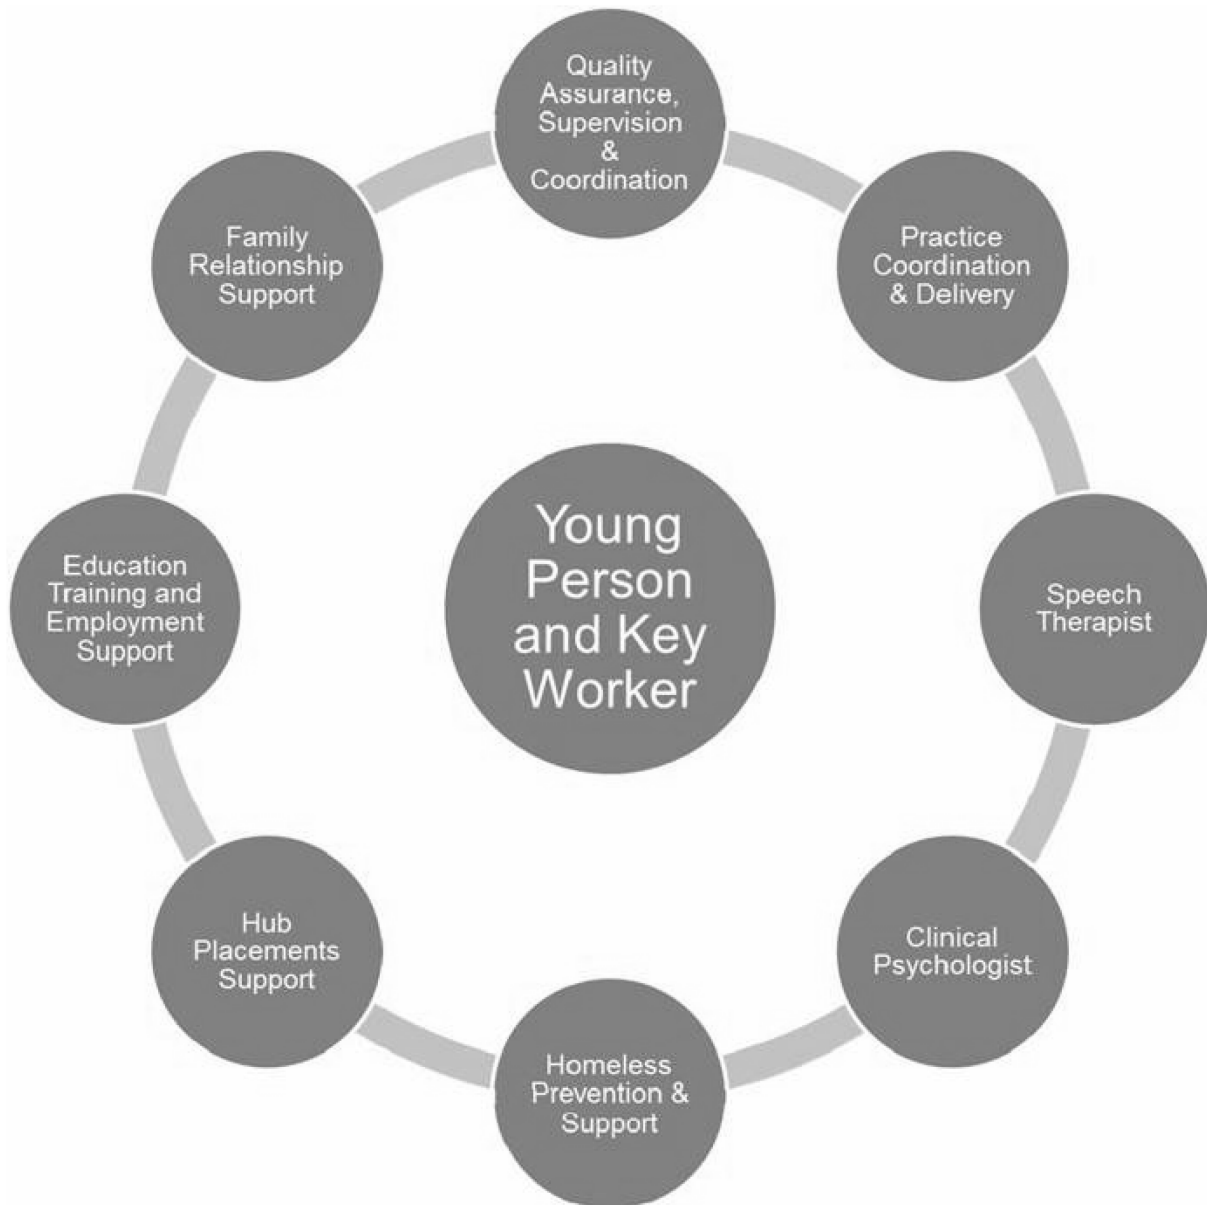 Quality
Assurance,
Supervision
&
Coordination
Practice
Coordination
& Delivery
Speech
Therapist
Clinical
Psychologist
Homeless
Prevention &
Support
Hub
Placements
Support
Education
Training and
Employment
Support
Family
Relationship
Support
Young
Person
and Key
Worker